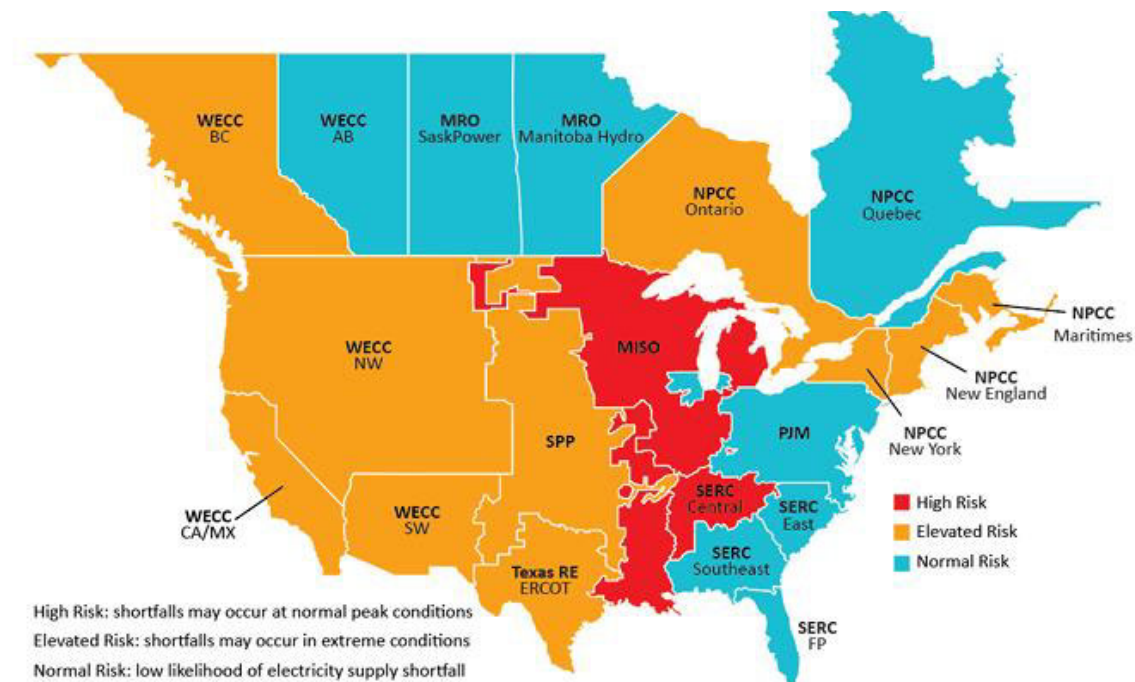 WECC
BC
WECC
AB
MRO
SaskPower
MRO
Manitoba Hydro
NPCC
Ontario
NPCC
Quebec
NPCC
Maritimes
NPCC
New England
NPCC
New York
WECC
NW
MISO
SPP
PJM
WECC
CA/MX
WECC
SW
SERC
Central
SERC
East
SERC
Southeast
Texas RE
ERCOT
SERC
FP
High Risk
Elevated Risk
Normal Risk
High Risk: shortfalls may occur at normal peak conditions
Elevated Risk: shortfalls may occur in extreme conditions
Normal Risk: low likelihood of electricity supply shortfall